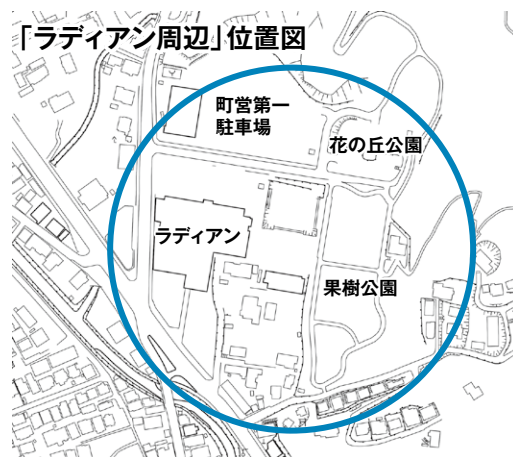 「ラディアン周辺」位置図
町営第一
駐車場
花の丘公園
ラディアン
果樹公園